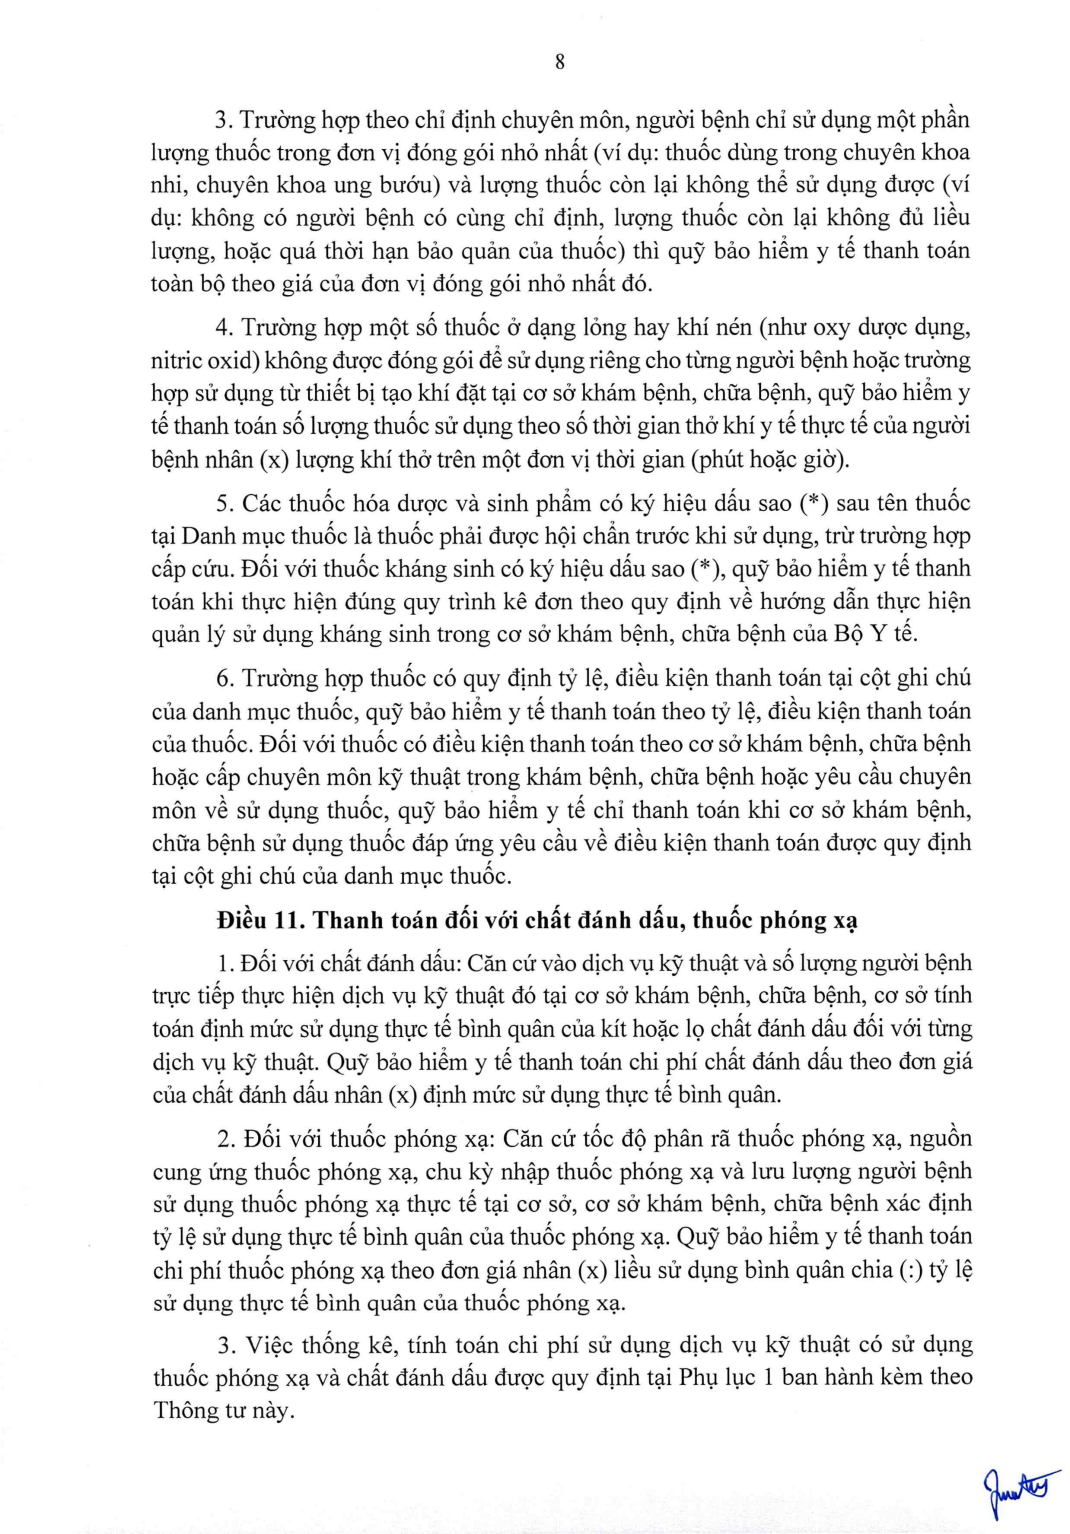 8
3. Trường hợp theo chỉ định chuyên môn, người bệnh chỉ sử dụng một phần
lượng thuốc trong đơn vị đóng gói nhỏ nhất (ví dụ: thuốc dùng trong chuyên khoa
nhi, chuyên khoa ung bướu) và lượng thuốc còn lại không thể sử dụng được (ví
dụ: không có người bệnh có cùng chỉ định, lượng thuốc còn lại không đủ liều
lượng, hoặc quá thời hạn bảo quản của thuốc) thì quỹ bảo hiểm y tế thanh toán
toàn bộ theo giá của đơn vị đóng gói nhỏ nhất đó.
4. Trường hợp một số thuốc ở dạng lỏng hay khí nén (như oxy dược dụng,
nitric oxid) không được đóng gói để sử dụng riêng cho từng người bệnh hoặc trường
hợp sử dụng từ thiết bị tạo khí đặt tại cơ sở khám bệnh, chữa bệnh, quỹ bảo hiểm y
tế thanh toán số lượng thuốc sử dụng theo số thời gian thở khí y tế thực tế của người
bệnh nhân (x) lượng khí thở trên một đơn vị thời gian (phút hoặc giờ).
5. Các thuốc hóa dược và sinh phẩm có ký hiệu dấu sao (*) sau tên thuốc
tại Danh mục thuốc là thuốc phải được hội chẩn trước khi sử dụng, trừ trường hợp
cấp cứu. Đối với thuốc kháng sinh có ký hiệu dấu sao (*), quỹ bảo hiểm y tế thanh
toán khi thực hiện đúng quy trình kê đơn theo quy định về hướng dẫn thực hiện
quản lý sử dụng kháng sinh trong cơ sở khám bệnh, chữa bệnh của Bộ Y tế.
6. Trường hợp thuốc có quy định tỷ lệ, điều kiện thanh toán tại cột ghi chú
của danh mục thuốc, quỹ bảo hiểm y tế thanh toán theo tỷ lệ, điều kiện thanh toán
của thuốc. Đối với thuốc có điều kiện thanh toán theo cơ sở khám bệnh, chữa bệnh
hoặc cấp chuyên môn kỹ thuật trong khám bệnh, chữa bệnh hoặc yêu cầu chuyên
môn về sử dụng thuốc, quỹ bảo hiểm y tế chỉ thanh toán khi cơ sở khám bệnh,
chữa bệnh sử dụng thuốc đáp ứng yêu cầu về điều kiện thanh toán được quy định
tại cột ghi chú của danh mục thuốc.
Điều 11. Thanh toán đối với chất đánh dấu, thuốc phóng xạ
1. Đối với chất đánh dấu: Căn cứ vào dịch vụ kỹ thuật và số lượng người bệnh
trực tiếp thực hiện dịch vụ kỹ thuật đó tại cơ sở khám bệnh, chữa bệnh, cơ sở tính
toán định mức sử dụng thực tế bình quân của kít hoặc lọ chất đánh dấu đối với từng
dịch vụ kỹ thuật. Quỹ bảo hiểm y tế thanh toán chi phí chất đánh dấu theo đơn giá
của chất đánh dấu nhân (x) định mức sử dụng thực tế bình quân.
2. Đối với thuốc phóng xạ: Căn cứ tốc độ phân rã thuốc phóng xạ, nguồn
cung ứng thuốc phóng xạ, chu kỳ nhập thuốc phóng xạ và lưu lượng người bệnh
sử dụng thuốc phóng xạ thực tế tại cơ sở, cơ sở khám bệnh, chữa bệnh xác định
tỷ lệ sử dụng thực tế bình quân của thuốc phóng xạ. Quỹ bảo hiểm y tế thanh toán
chi phí thuốc phóng xạ theo đơn giá nhân (x) liều sử dụng bình quân chia (:) tỷ lệ
sử dụng thực tế bình quân của thuốc phóng xạ.
3. Việc thống kê, tính toán chi phí sử dụng dịch vụ kỹ thuật có sử dụng
thuốc phóng xạ và chất đánh dấu được quy định tại Phụ lục 1 ban hành kèm theo
Thông tư này.